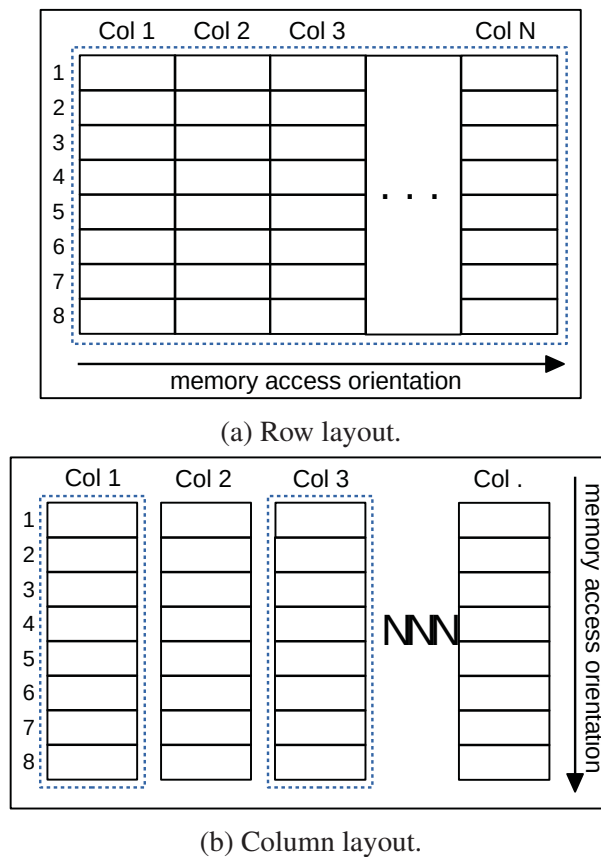 Col 1 Col 2 Col 3 Col N
1
2
3
4
5
6
7
8
. . .
memory access orientation
(a) Row layout.
Col 1 Col 2 Col 3 Col .
1
2
3
4
5
6
7
8
NNN
memory access orientation
(b) Column layout.